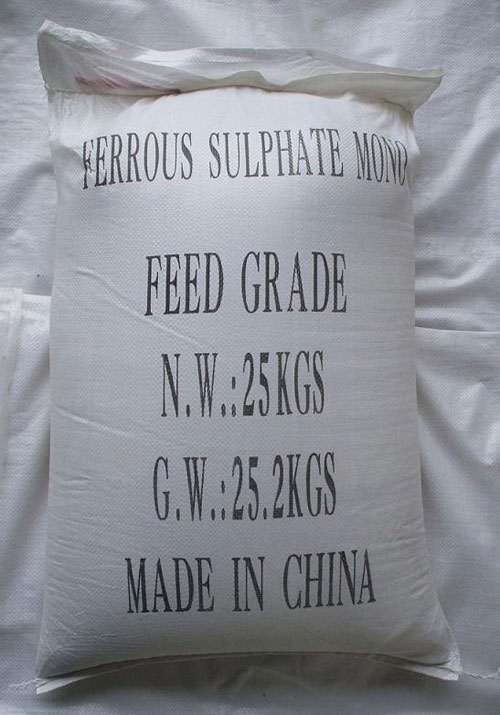 FERROUS SULPHATE MONO
FEED GRADE
N.W.:25KGS
G.W.:25.2KGS
MADE IN CHINA